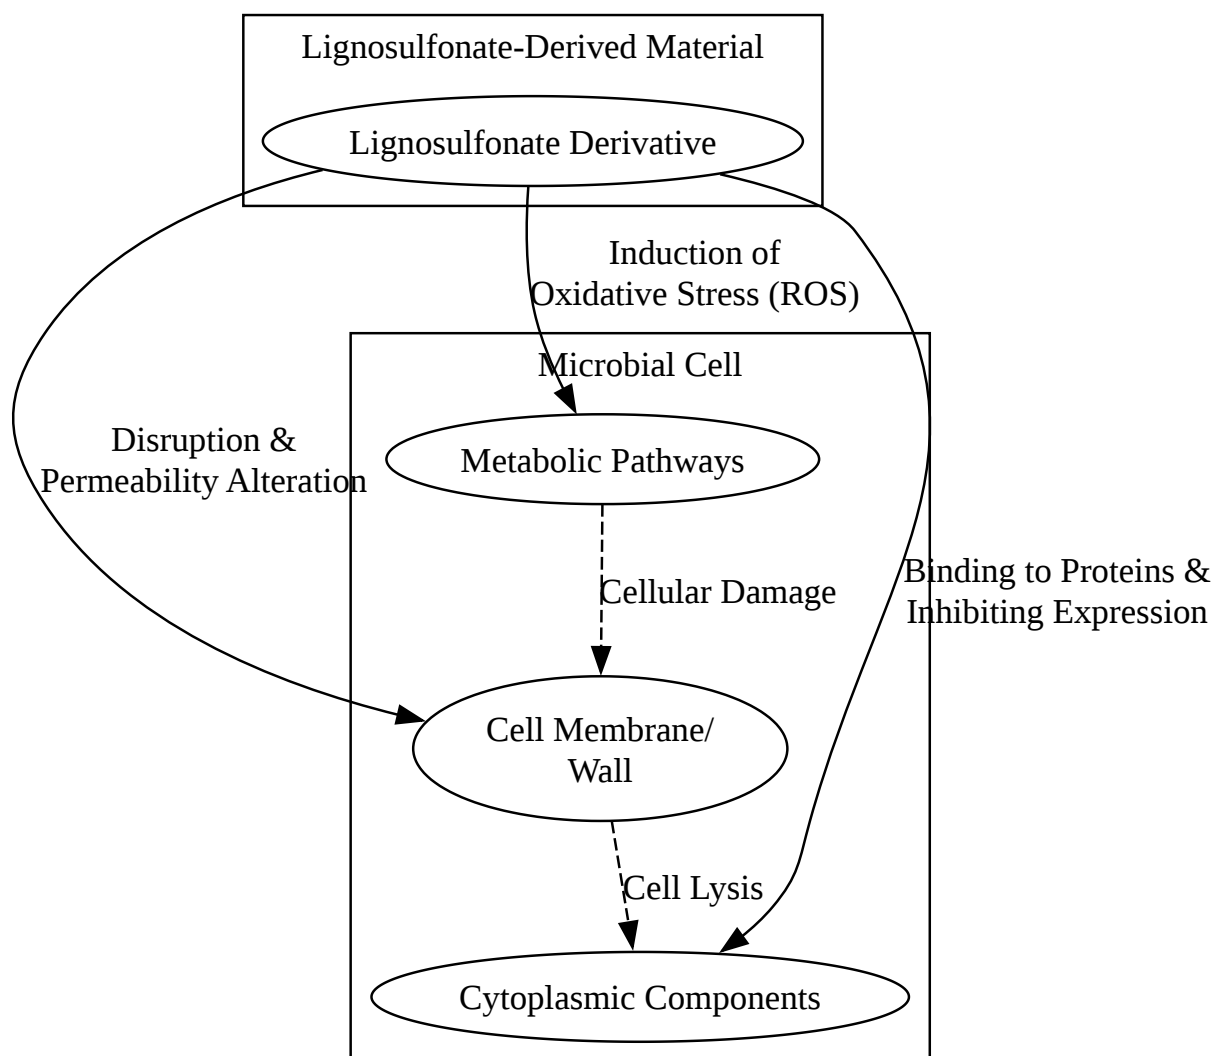 Lignosulfonate-Derived Material
Lignosulfonate Derivative
Induction of
Oxidative Stress (ROS)
Microbial Cell
Disruption &
Permeability Alteration
Metabolic Pathways
Binding to Proteins &
Inhibiting Expression
Cellular Damage
Cell Membrane/
Wall
Cell Lysis
Cytoplasmic Components